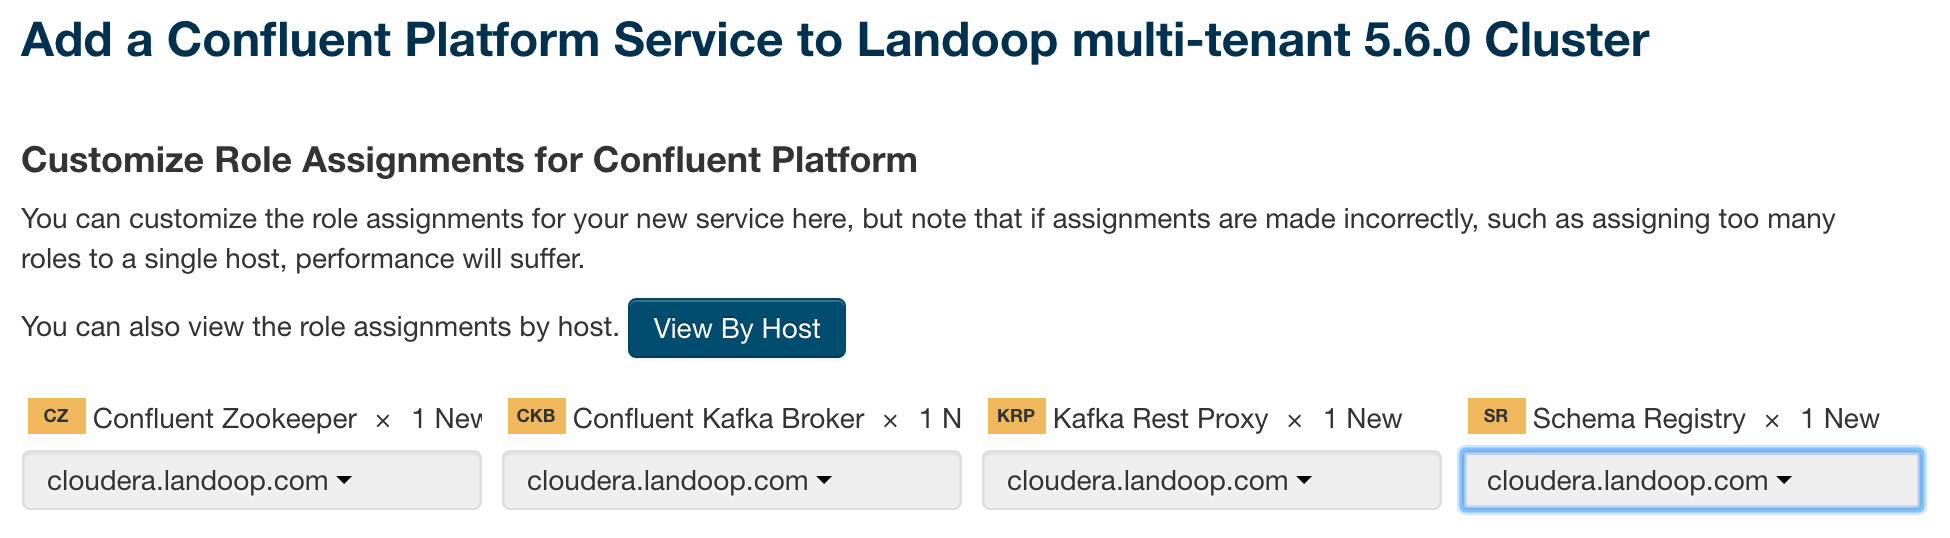 Add a Confluent Platform Service to Landoop multi-tenant 5.6.0 Cluster
Customize Role Assignments for Confluent Platform
You can customize the role assignments for your new service here, but note that if assignments are made incorrectly, such as assigning too many
roles to a single host, performance will suffer.
You can also view the role assignments by host. View By Host
CZ Confluent Zookeeper × 1 New CKB Confluent Kafka Broker × 1 N KRP Kafka Rest Proxy × 1 New SR Schema Registry × 1 New
cloudera.landoop.com cloudera.landoop.com cloudera.landoop.com cloudera.landoop.com